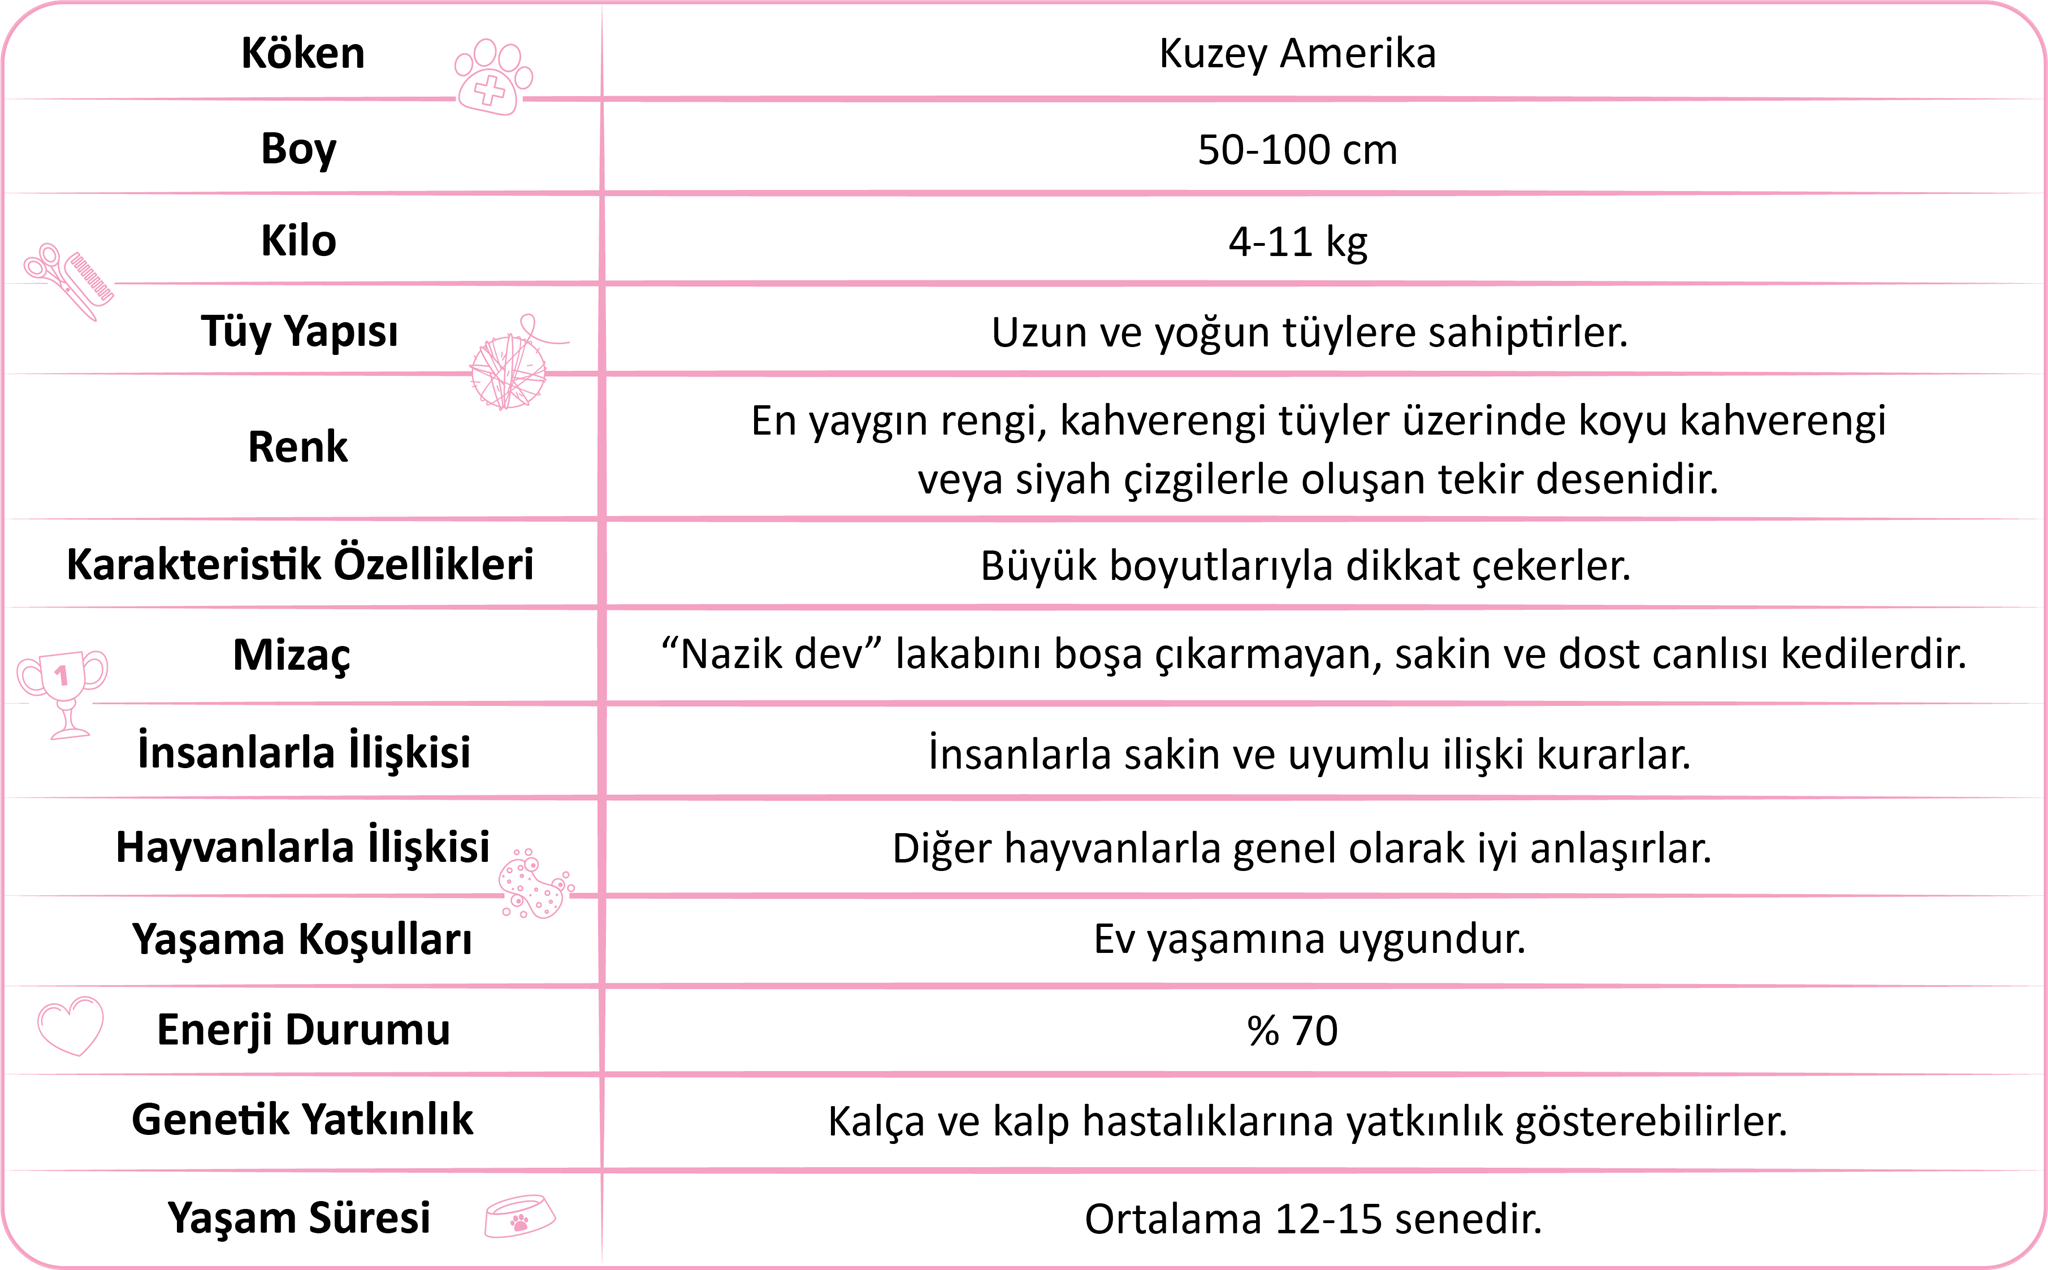 Köken
Kuzey Amerika
Boy
50-100 cm
Kilo
4-11 kg
Tüy Yapısı
Uzun ve yoğun tüylere sahiptirler.
Renk
En yaygın rengi, kahverengi tüyler üzerinde koyu kahverengi
veya siyah çizgilerle oluşan tekir desenidir.
Karakteristik Özellikleri
Büyük boyutlarıyla dikkat çekerler.
Mizaç
“Nazik dev” lakabını boşa çıkarmayan, sakin ve dost canlısı kedilerdir.
1
İnsanlarla İlişkisi
İnsanlarla sakin ve uyumlu ilişki kurarlar.
Hayvanlarla İlişkisi
Diğer hayvanlarla genel olarak iyi anlaşırlar.
Yaşama Koşulları
Ev yaşamına uygundur.
Enerji Durumu
% 70
Genetik Yatkınlık
Kalça ve kalp hastalıklarına yatkınlık gösterebilirler.
Yaşam Süresi
Ortalama 12-15 senedir.